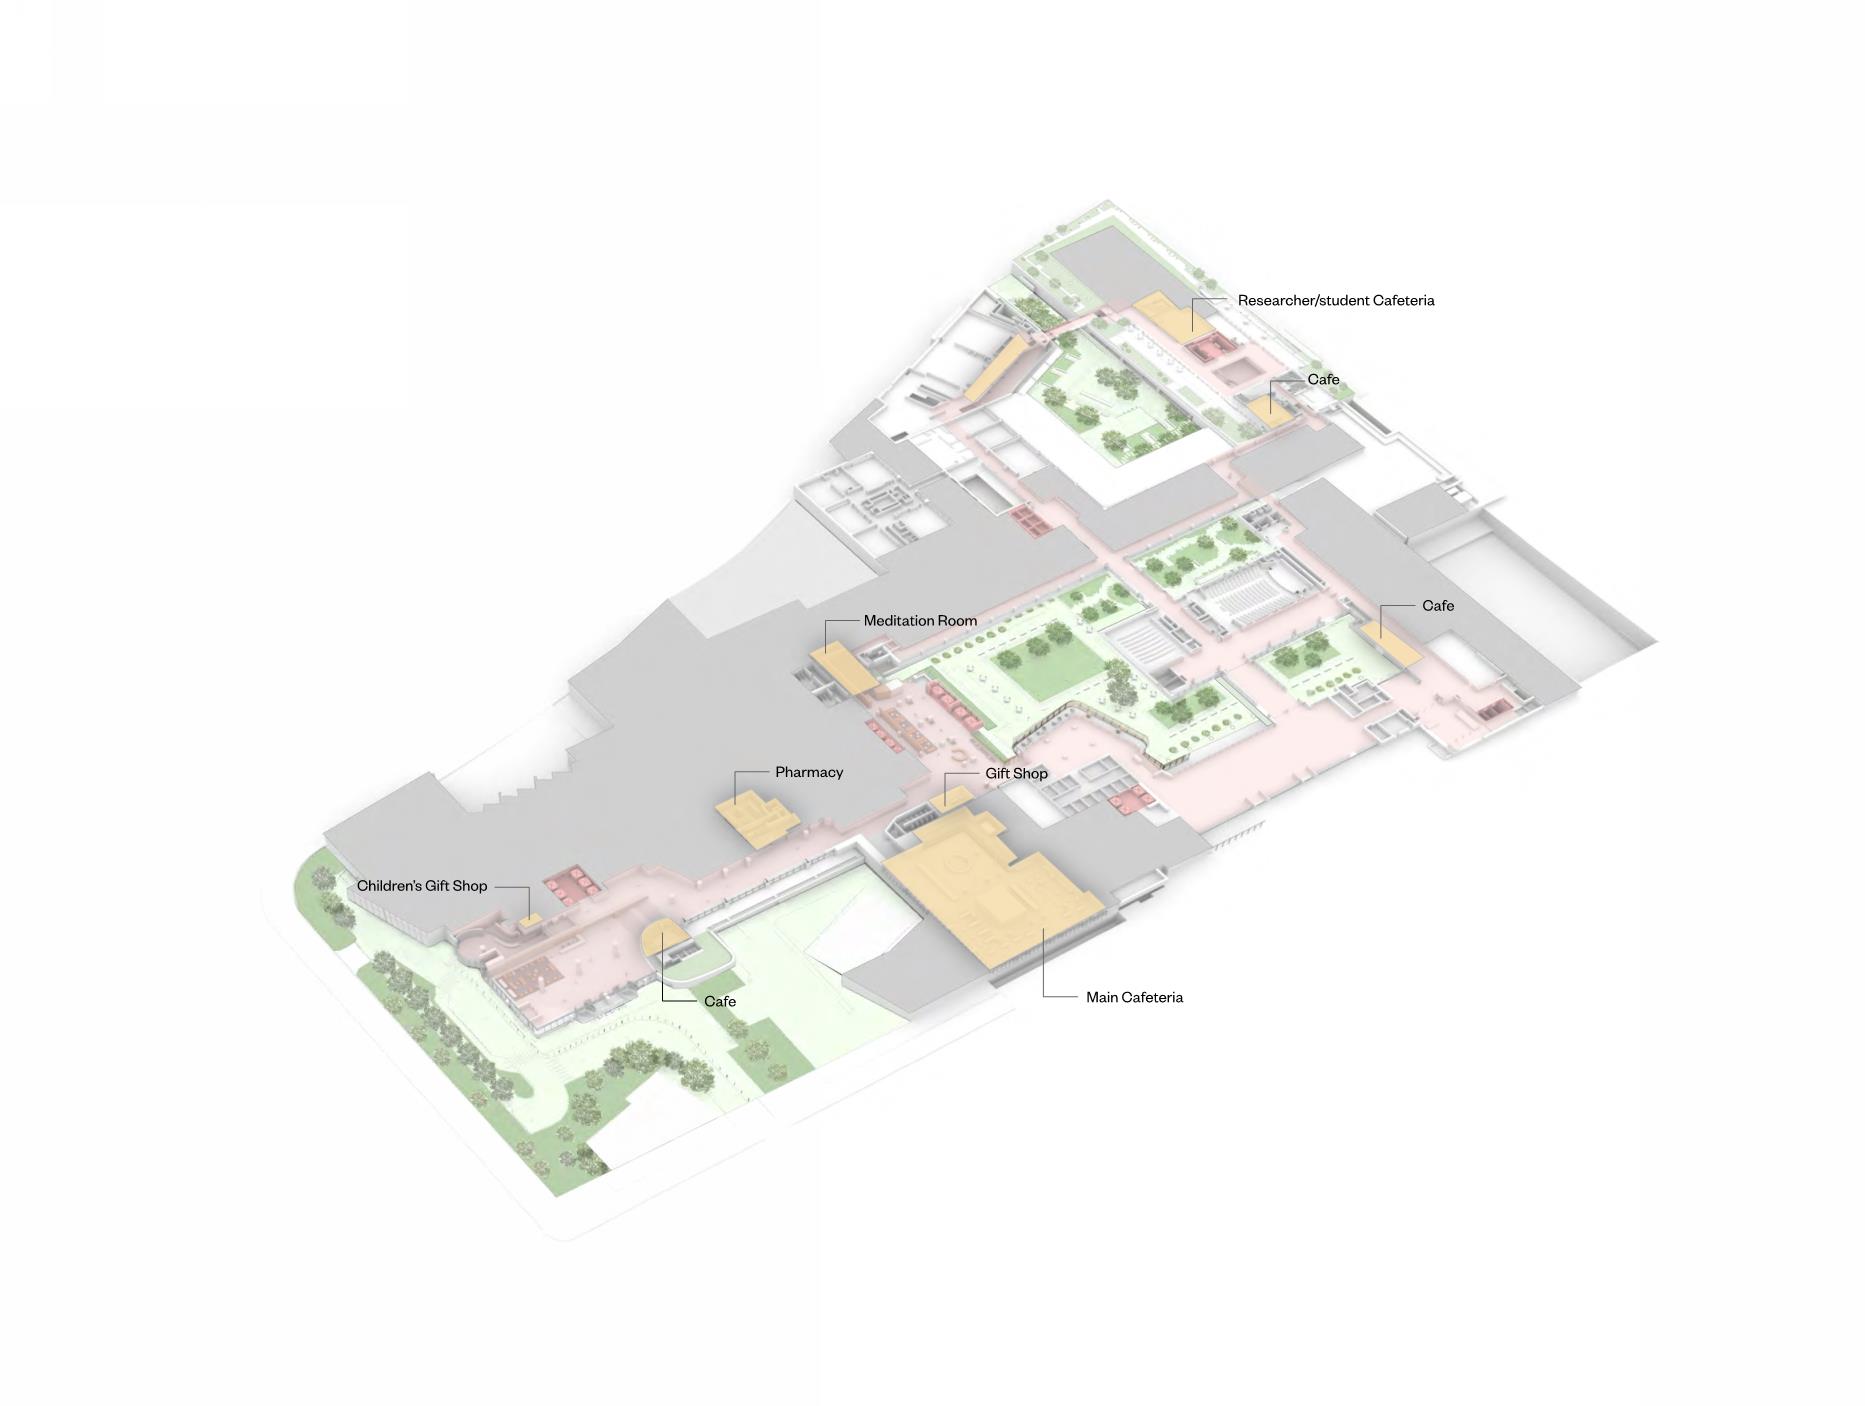 Researcher/student Cafeteria
Cafe
Cafe
Meditation Room
Pharmacy
Gift Shop
Children's Gift Shop
Main Cafeteria
Cafe